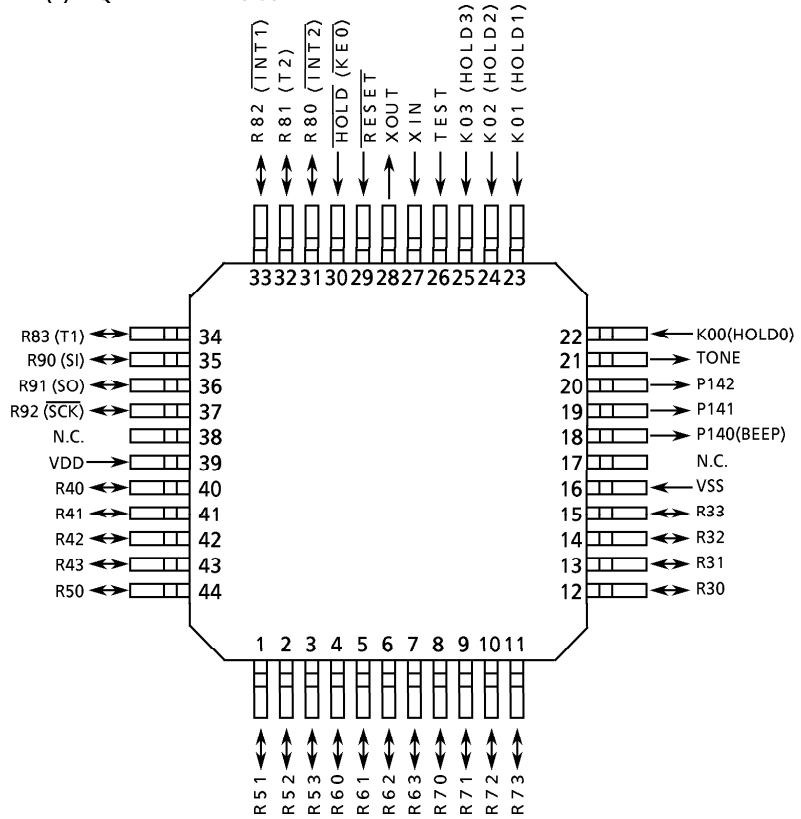 R82 (INT1)
R81 (T2)
R80 (INT2)
HOLD (KE0)
RESET
XOUT
XIN
TEST
K03 (HOLD3)
K02 (HOLD2)
K01 (HOLD1)
33 32 31 30 29 28 27 26 25 24 23
R83 (T1) 34
R90 (SI) 35
R91 (SO) 36
R92 (SCK) 37
N.C. 38
VDD 39
R40 40
R41 41
R42 42
R43 43
R50 44
22 K00(HOLD0)
21 TONE
20 P142
19 P141
18 P140(BEEP)
17 N.C.
16 VSS
15 R33
14 R32
13 R31
12 R30
1 2 3 4 5 6 7 8 9 10 11
R51
R52
R53
R60
R61
R62
R63
R70
R71
R72
R73